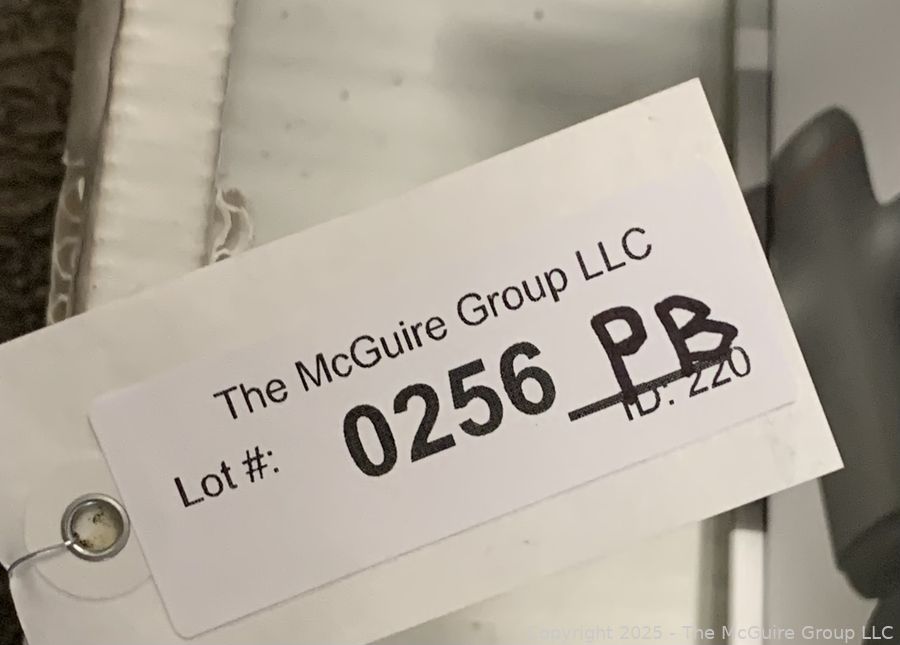 The McGuire Group LLC
Lot #: 0256 PB
ID: 220
Copyright 2025 - The McGuire Group LLC